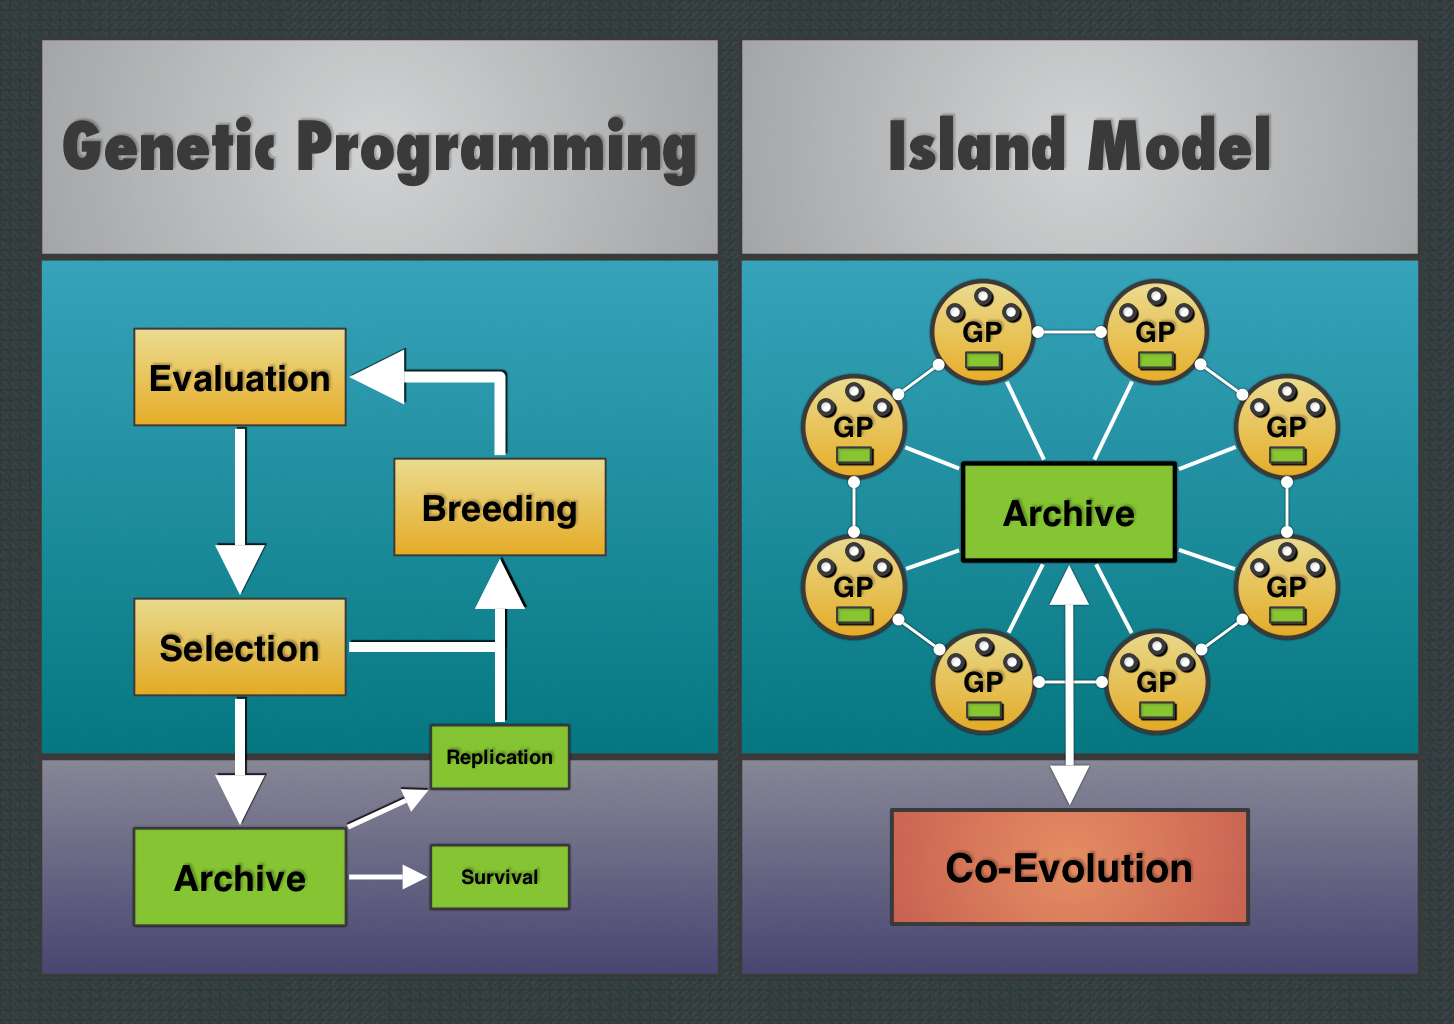 Genetic Programming
Evaluation
Breeding
Selection
Replication
Archive
Survival
Island Model
GP
GP
GP
GP
Archive
GP
GP
GP
GP
Co-Evolution